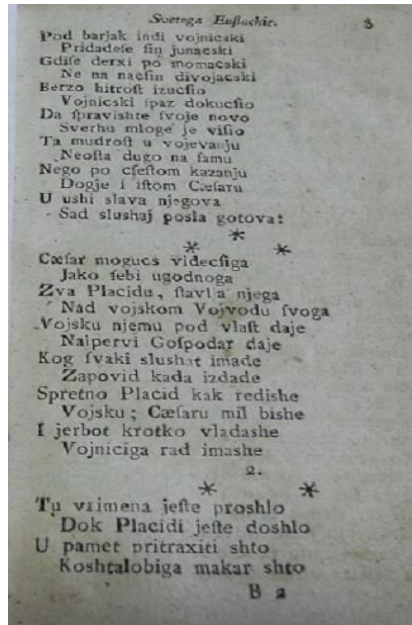 Svetoga Euſtachie. 3
Pod barjak indi vojnicski
Pridadeſe ſin junacski
Gdiſe derxi po momacski
Ne na nacſin divojacski
Berzo hitroſt izucſio
Vojnicski ſpaz dokucſio
Da ſpravishte ſvoje novo
Sverhu mloge je viſio
Ta mudroſt u vojevanju
Neoſta dugo na ſamu
Nego po cſeſtom kazanju
Dogje i iſtom Cæſaru
U ushi slava njegova
Sad slushaj posla gotova:
* * *
Cæſar mogucs videcſiga
Jako ſebi ugodnoga
Zva Placidu, ſtavlja njega
Nad vojskom Vojvodu ſvoga
Vojsku njemu pod vlaſt daje
Naipervi Goſpodar daje
Kog ſvaki slushat imade
Zapovid kada izdade
Spretno Placid kak redishe
Vojsku; Cæſaru mil bishe
I jerbot krotko vladashe
Vojniciga rad imashe
2.
* *
Tu vrimena jeſte proshlo
Dok Placidi jeſte doshlo
U pamet pritraxiti shto
Koshtalobiga makar shto
B 2